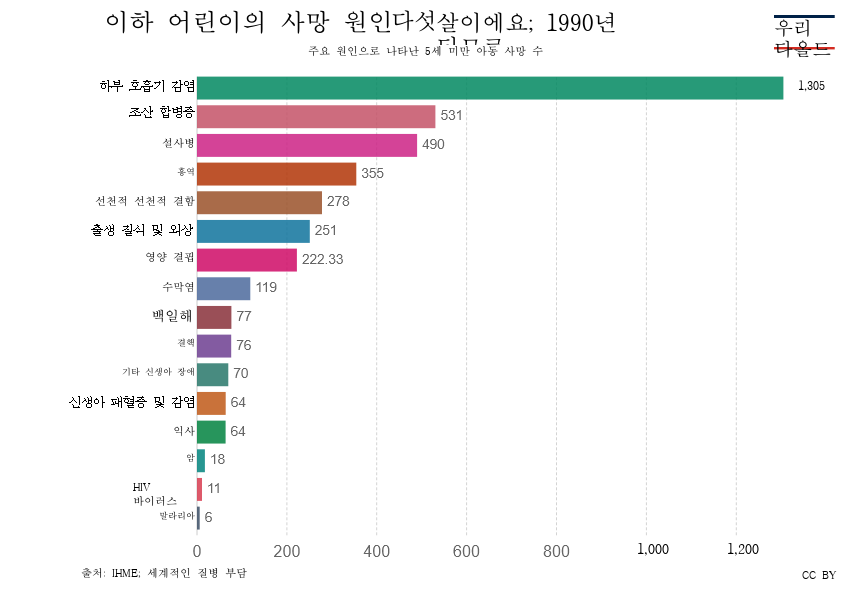 이하 어린이의 사망 원인다섯살이에요; 1990년
우리
다올드
주요 원인으로 나타난 5세 미만 아동 사망 수
하부 호흡기 감염 1,305
조산 합병증 531
설사병 490
홍역 355
선천적 선천적 결함 278
출생 질식 및 외상 251
영양 결핍 222.33
수막염 119
백일해 77
결핵 76
기타 신생아 장애 70
신생아 패혈증 및 감염 64
익사 64
암 18
HIV 11
바이러스
말라리아 6
0 200 400 600 800 1,000 1,200
출처: IHME; 세계적인 질병 부담
CC BY